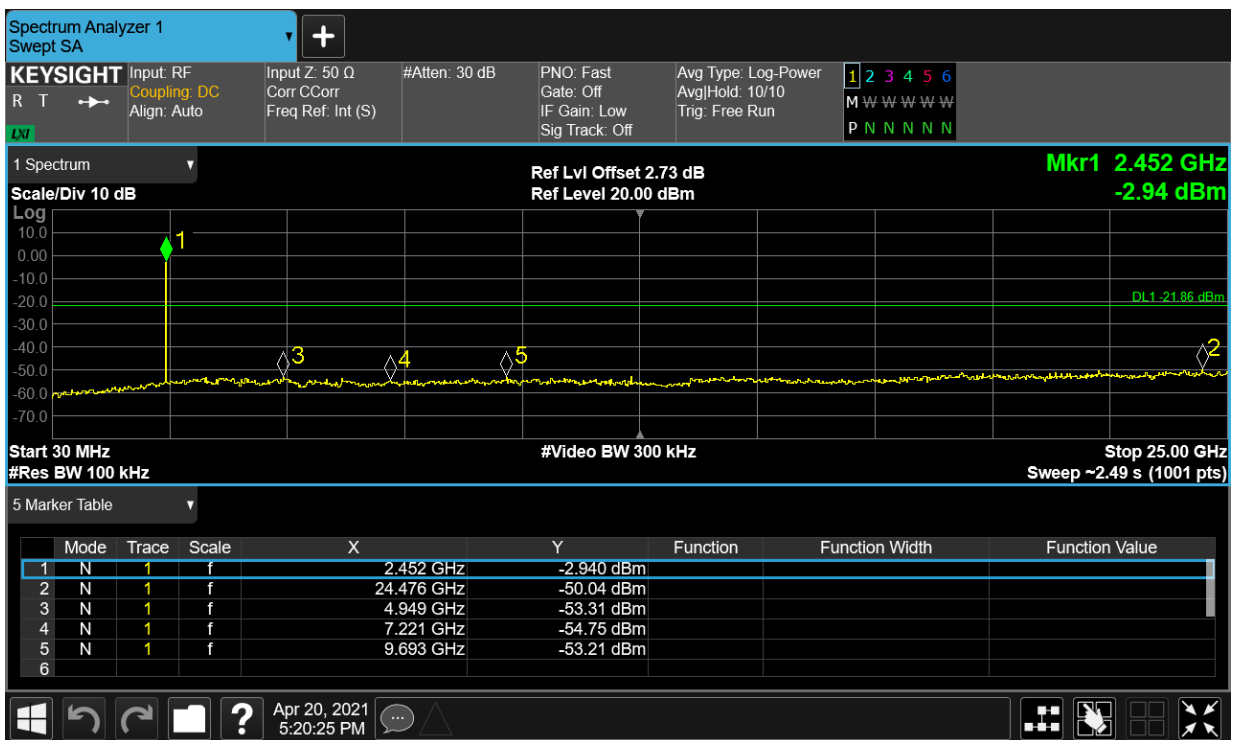 Spectrum Analyzer 1
Swept SA
KEYSIGHT
R T
LXI
Input: RF
Coupling: DC
Align: Auto
Input Z: 50 Ω
Corr CCorr
Freq Ref: Int (S)
#Atten: 30 dB
PNO: Fast
Gate: Off
IF Gain: Low
Sig Track: Off
Avg Type: Log-Power
Avg|Hold: 10/10
Trig: Free Run
1 2 3 4 5 6
M W W W W W
P N N N N N
1 Spectrum
Scale/Div 10 dB
Ref Lvl Offset 2.73 dB
Ref Level 20.00 dBm
Mkr1 2.452 GHz
-2.94 dBm
Log
10.0
0.00
-10.0
-20.0
-30.0
-40.0
-50.0
-60.0
-70.0
1
DL1 -21.86 dBm
3
4
5
2
Start 30 MHz
#Video BW 300 kHz
Stop 25.00 GHz
#Res BW 100 kHz
Sweep ~2.49 s (1001 pts)
5 Marker Table
Mode Trace Scale X Y Function Function Width Function Value
1 N 1 f 2.452 GHz -2.940 dBm
2 N 1 f 24.476 GHz -50.04 dBm
3 N 1 f 4.949 GHz -53.31 dBm
4 N 1 f 7.221 GHz -54.75 dBm
5 N 1 f 9.693 GHz -53.21 dBm
6
?
Apr 20, 2021
5:20:25 PM